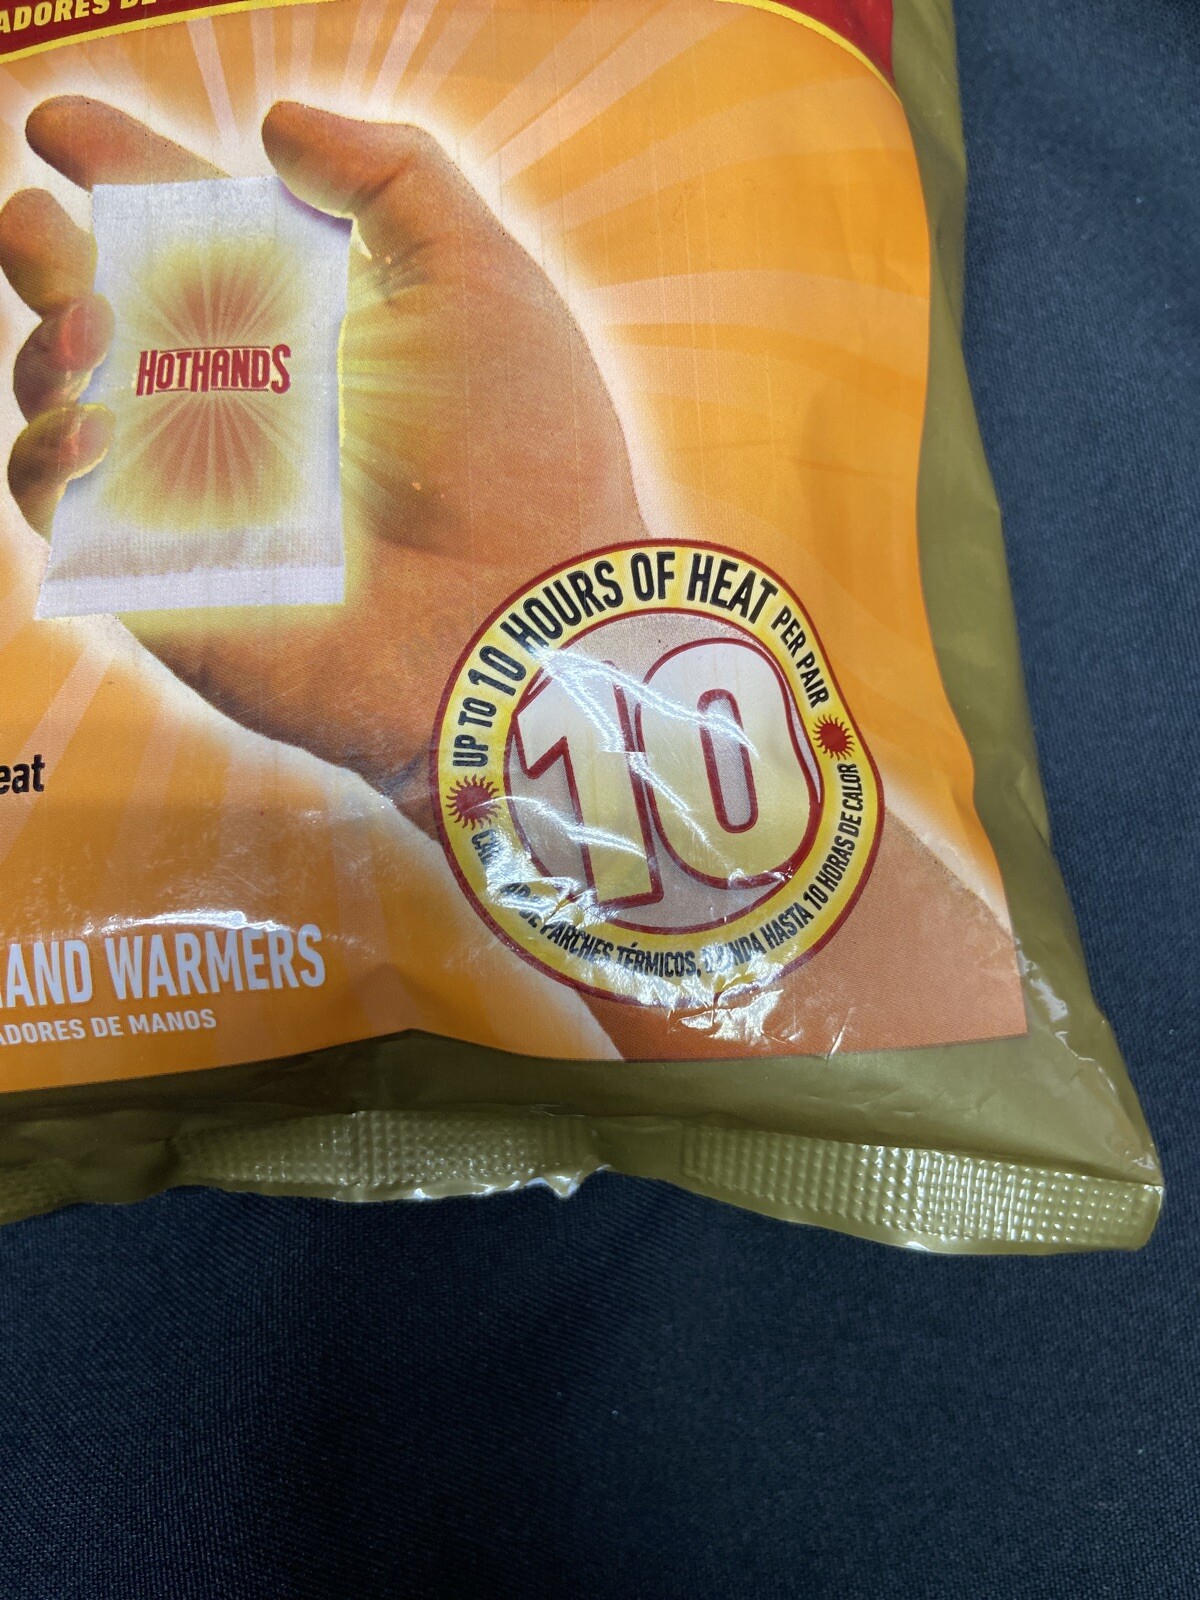 ADORES DE
HOTHANDS
UP TO 10 HOURS OF HEAT PER PAIR
10
PARCHES TÉRMICOS, HASTA 10 HORAS DE CALOR
eat
AND WARMERS
ADORES DE MANOS